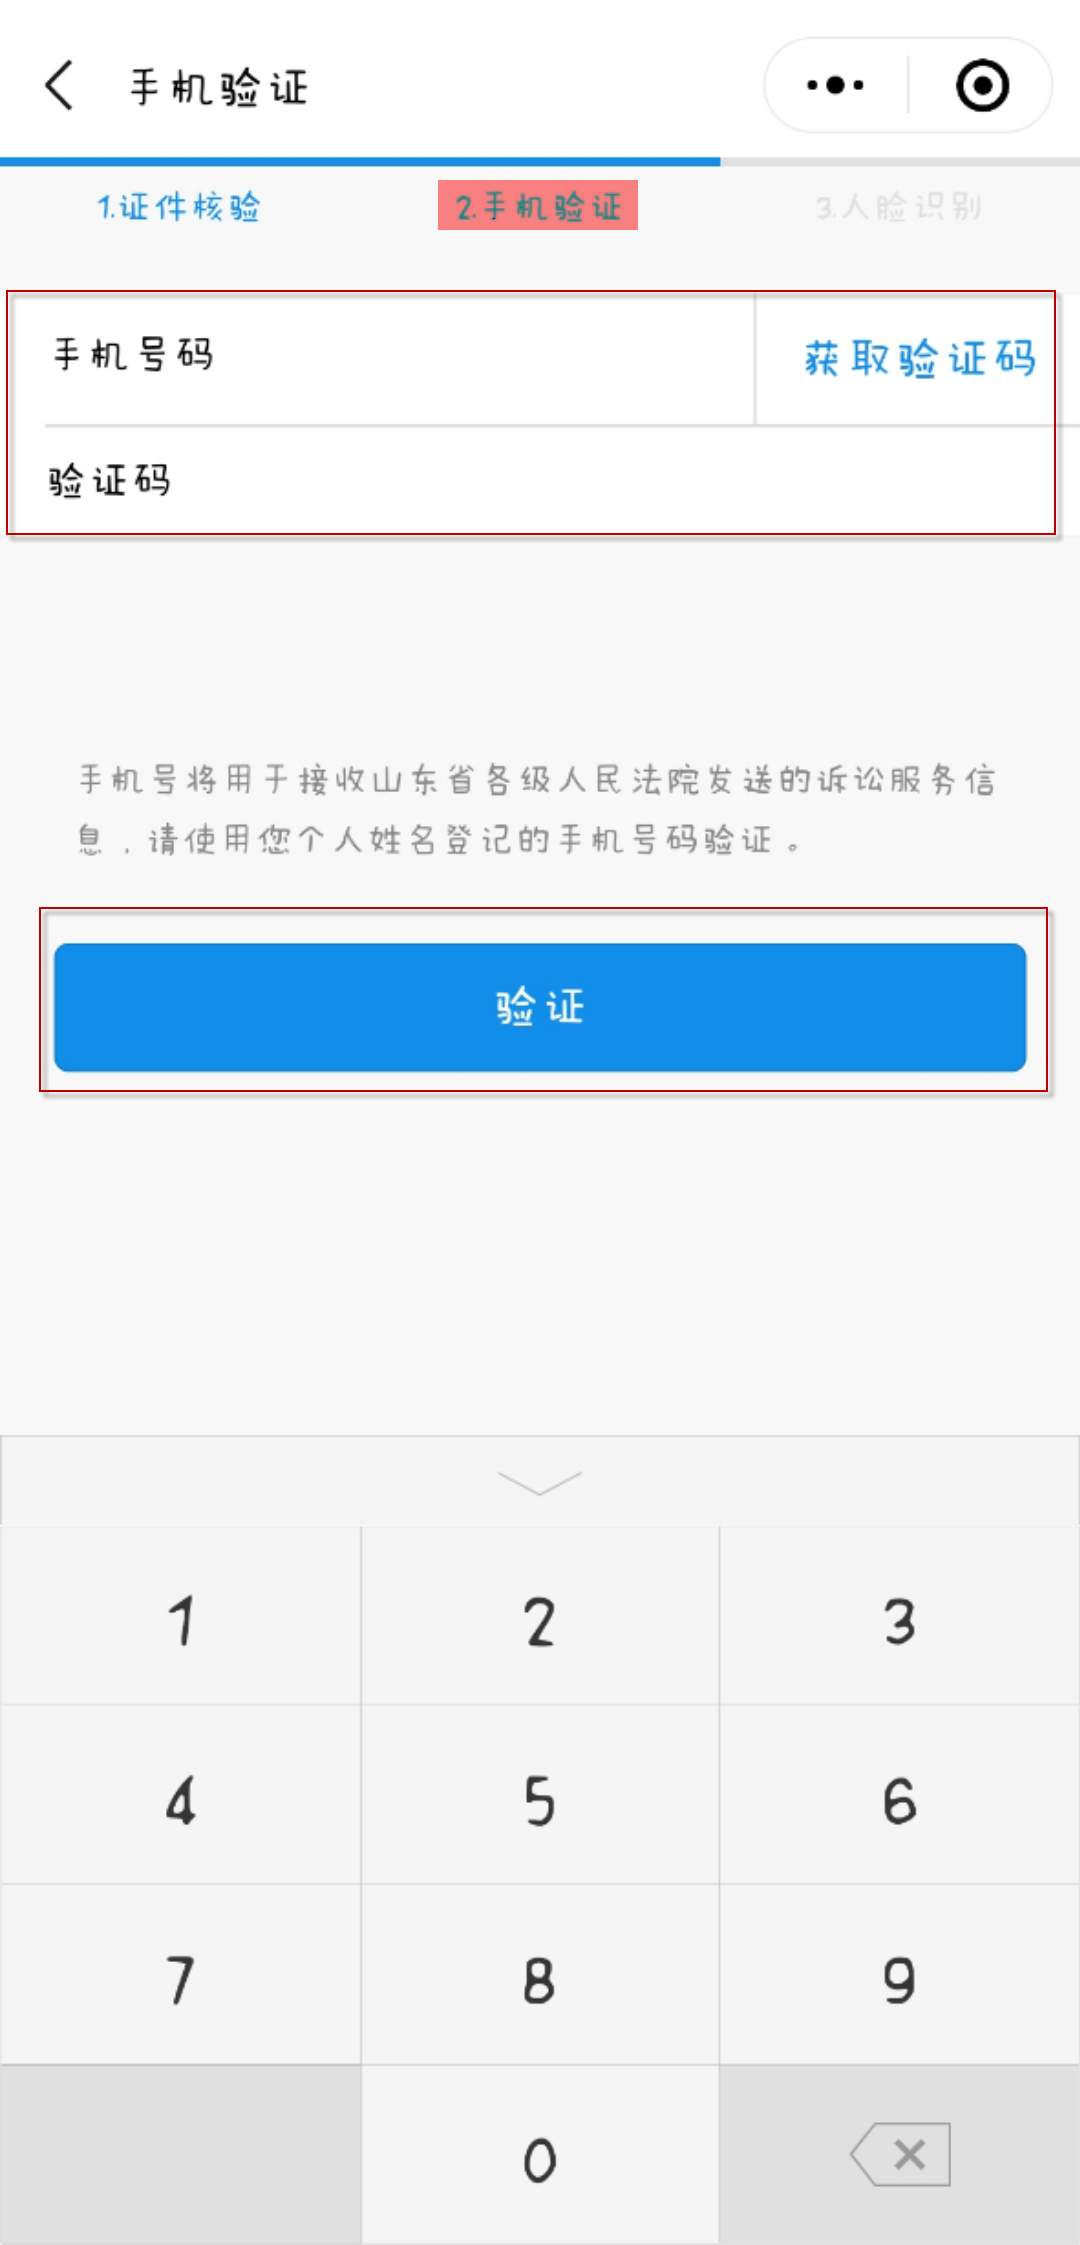 手机验证
1.证件核验 2.手机验证 3.人脸识别
手机号码 获取验证码
验证码
手机号将用于接收山东省各级人民法院发送的诉讼服务信
息，请使用您个人姓名登记的手机号码验证。
验证
1 2 3
4 5 6
7 8 9
0